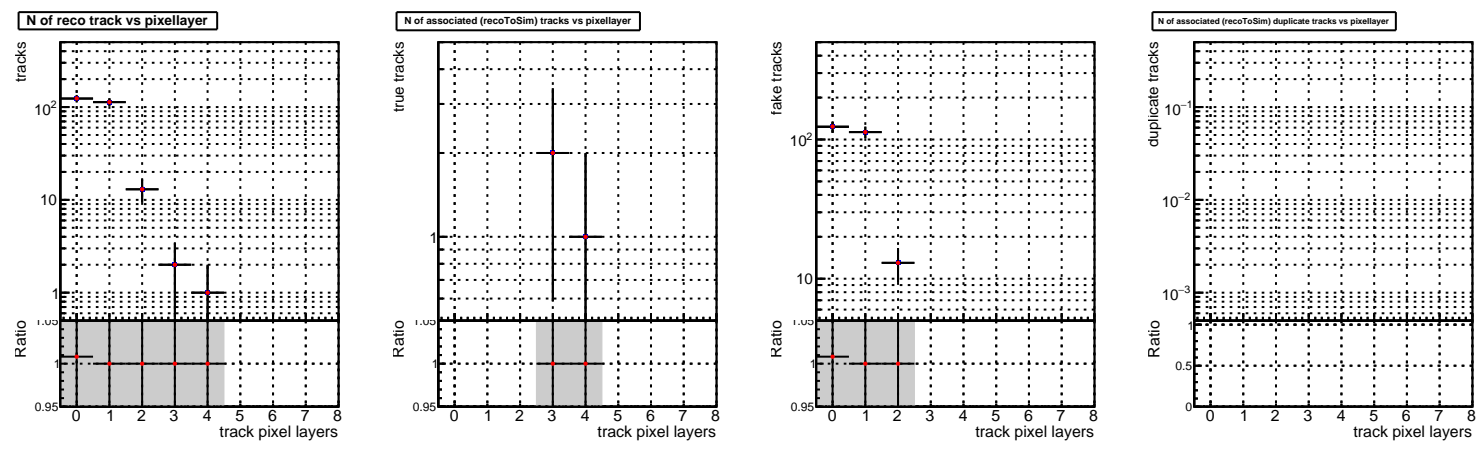 N of reco track vs pixellayer
tracks
10²
10
1
Ratio
1.05
1
0.95
0 1 2 3 4 5 6 7 8
track pixel layers
N of associated (recoToSim) tracks vs pixellayer
true tracks
1
Ratio
1.05
1
0.95
0 1 2 3 4 5 6 7 8
track pixel layers
fake tracks
10²
10
Ratio
1.05
1
0.95
0 1 2 3 4 5 6 7 8
track pixel layers
N of associated (recoToSim) duplicate tracks vs pixellayer
duplicate tracks
10⁻¹
10⁻²
10⁻³
Ratio
1
0.5
0
0 1 2 3 4 5 6 7 8
track pixel layers